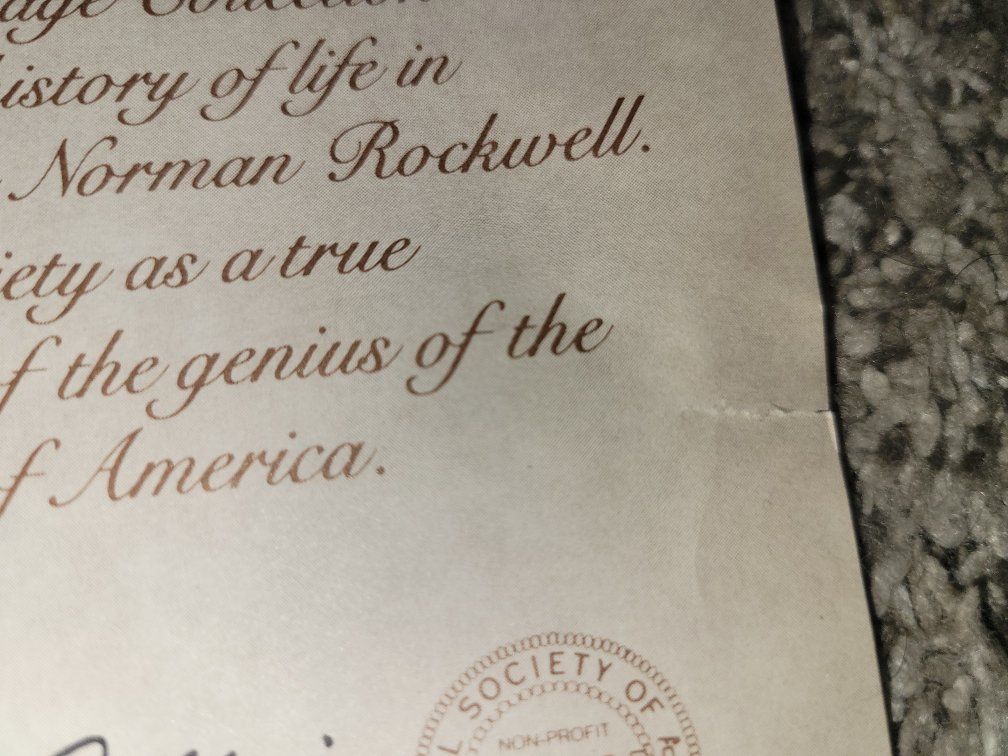 istory of life in
Norman Rockwell.
iety as a true
f the genius of the
f America.
SOCIETY OF
NON-PROFIT